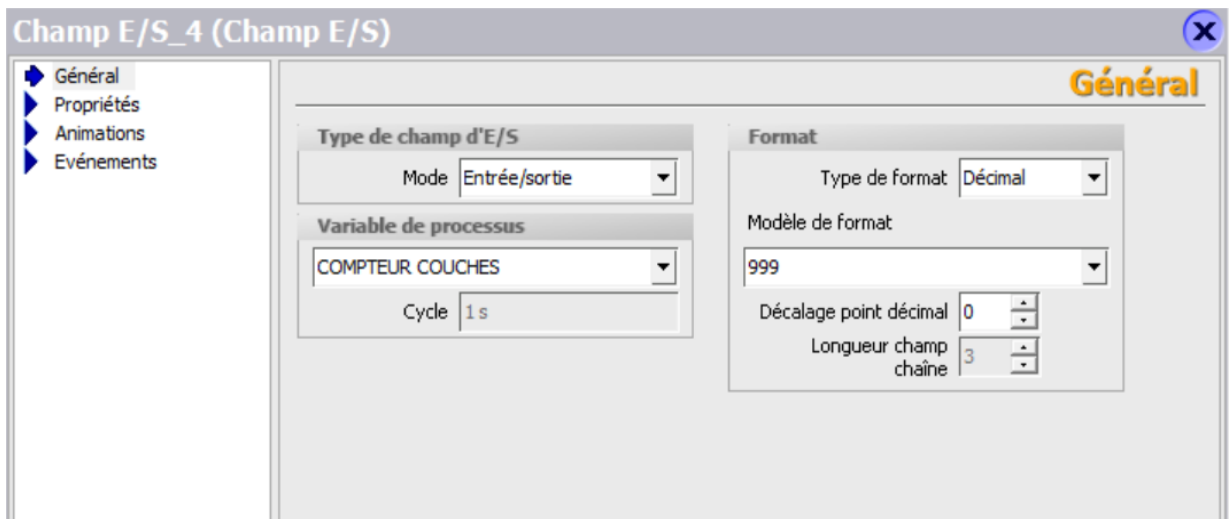 Champ E/S_4 (Champ E/S)
Général
Propriétés
Animations
Evénements
Général
Type de champ d'E/S
Mode Entrée/sortie
Variable de processus
COMPTEUR COUCHES
Cycle 1 s
Format
Type de format Décimal
Modèle de format
999
Décalage point décimal 0
Longueur champ
chaîne 3